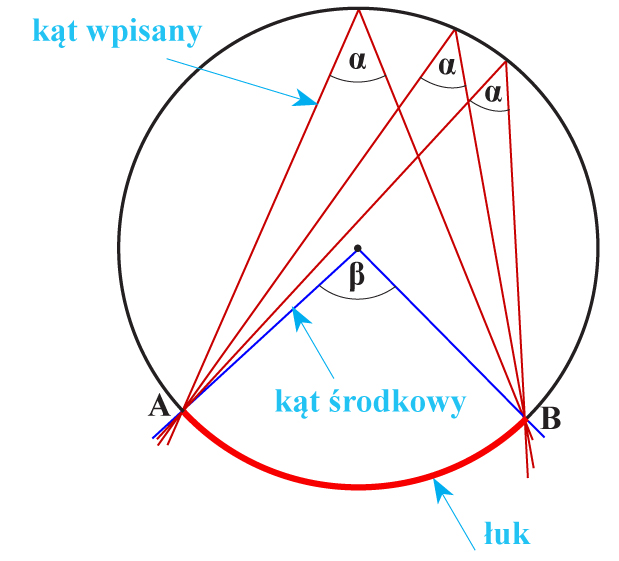 kąt wpisany
α
α
α
β
kąt środkowy
A
B
łuk